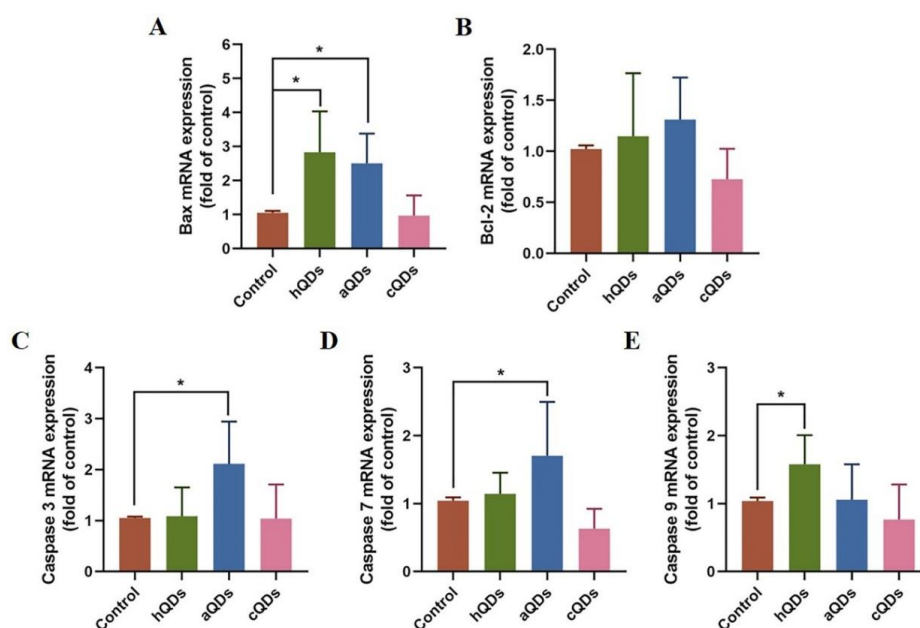 A
Bax mRNA expression
(fold of control)
6
5
4
3
2
1
0
*
*
Control
hQDs
aQDs
cQDs
B
Bcl-2 mRNA expression
(fold of control)
2.0
1.5
1.0
0.5
0.0
Control
hQDs
aQDs
cQDs
C
Caspase 3 mRNA expression
(fold of control)
4
3
2
1
0
*
Control
hQDs
aQDs
cQDs
D
Caspase 7 mRNA expression
(fold of control)
3
2
1
0
*
Control
hQDs
aQDs
cQDs
E
Caspase 9 mRNA expression
(fold of control)
3
2
1
0
*
Control
hQDs
aQDs
cQDs